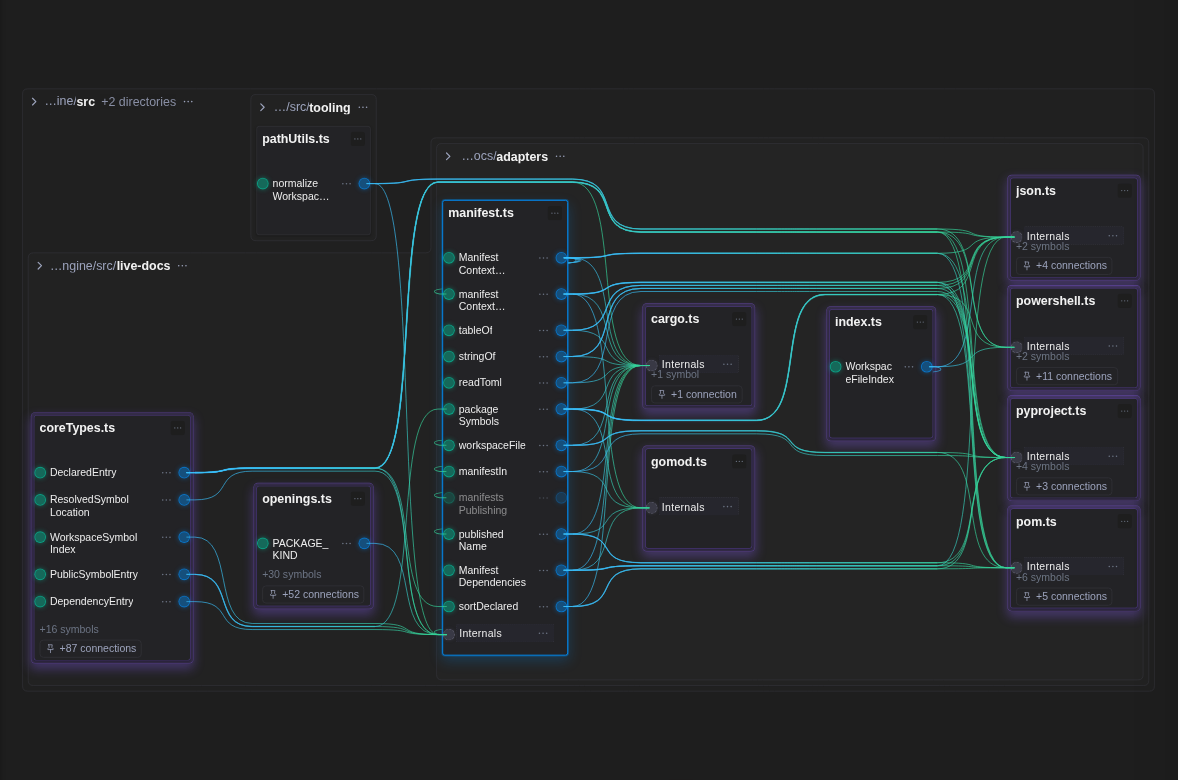 …ine/src +2 directories ···
…/src/tooling ···
pathUtils.ts ···
normalize ···
Workspac…
…ocs/adapters ···
manifest.ts ···
Manifest ···
Context…
manifest ···
Context…
tableOf ···
stringOf ···
readToml ···
package ···
Symbols
workspaceFile ···
manifestIn ···
manifests ···
Publishing
published ···
Name
Manifest ···
Dependencies
sortDeclared ···
Internals ···
…ngine/src/live-docs ···
coreTypes.ts ···
DeclaredEntry ···
ResolvedSymbol ···
Location
WorkspaceSymbol ···
Index
PublicSymbolEntry ···
DependencyEntry ···
+16 symbols
+87 connections
openings.ts ···
PACKAGE_ ···
KIND
+30 symbols
+52 connections
cargo.ts ···
Internals ···
+1 symbol
+1 connection
gomod.ts ···
Internals ···
index.ts ···
Workspac ···
eFileIndex
json.ts ···
Internals ···
+2 symbols
+4 connections
powershell.ts ···
Internals ···
+2 symbols
+11 connections
pyproject.ts ···
Internals ···
+4 symbols
+3 connections
pom.ts ···
Internals ···
+6 symbols
+5 connections